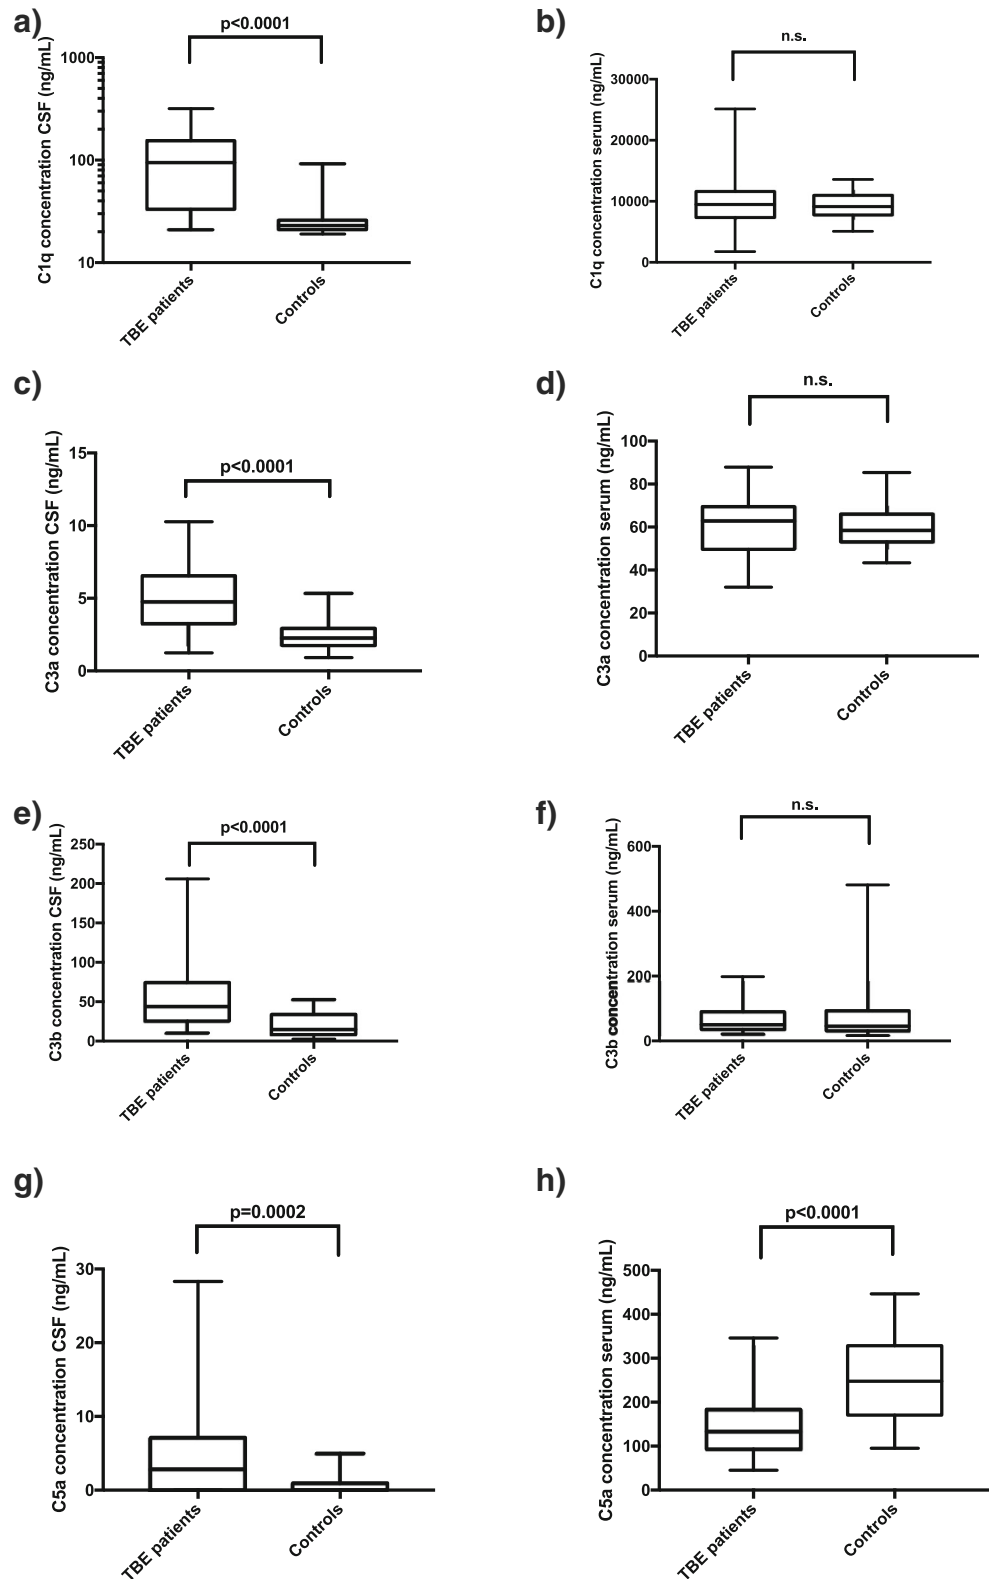 a)
p<0.0001
C1q concentration CSF (ng/mL)
1000
100
10
TBE patients
Controls
b)
n.s.
C1q concentration serum (ng/mL)
30000
20000
10000
0
TBE patients
Controls
c)
p<0.0001
C3a concentration CSF (ng/mL)
15
10
5
0
TBE patients
Controls
d)
n.s.
C3a concentration serum (ng/mL)
100
80
60
40
20
0
TBE patients
Controls
e)
p<0.0001
C3b concentration CSF (ng/mL)
250
200
150
100
50
0
TBE patients
Controls
f)
n.s.
C3b concentration serum (ng/mL)
600
400
200
0
TBE patients
Controls
g)
p=0.0002
C5a concentration CSF (ng/mL)
30
20
10
0
TBE patients
Controls
h)
p<0.0001
C5a concentration serum (ng/mL)
500
400
300
200
100
0
TBE patients
Controls